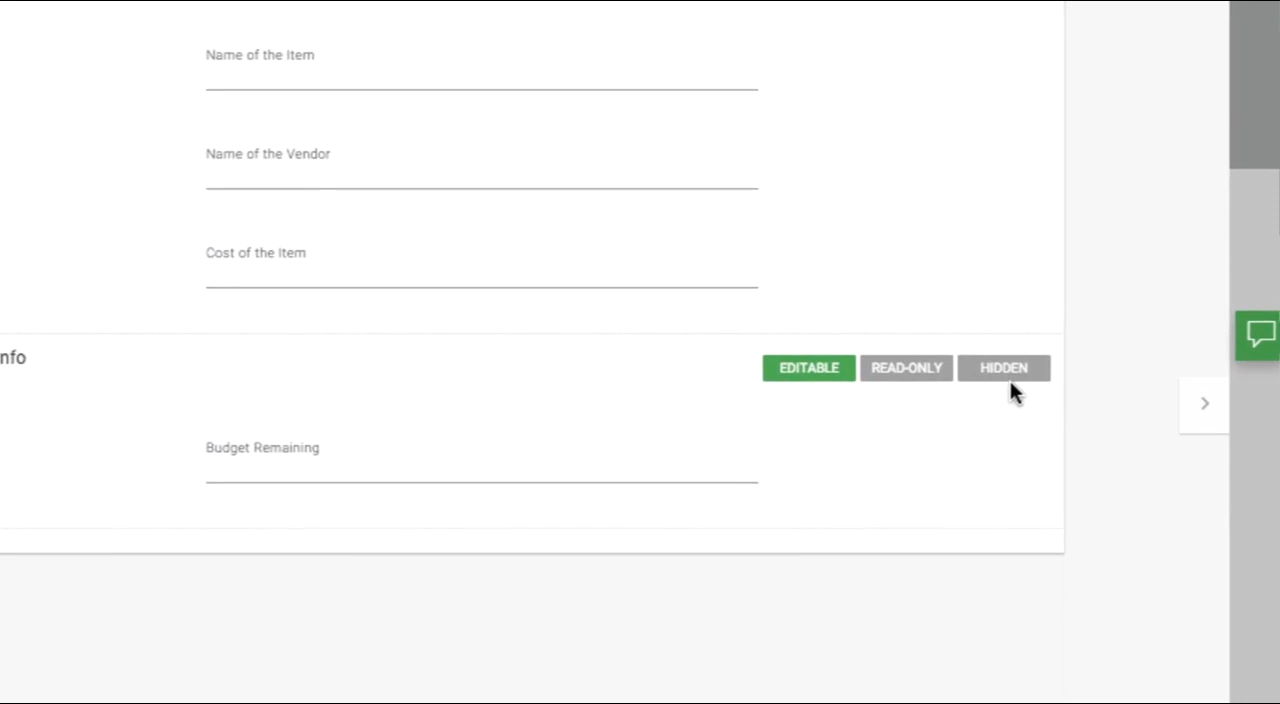 Name of the Item
Name of the Vendor
Cost of the Item
nfo
EDITABLE READ-ONLY HIDDEN
Budget Remaining